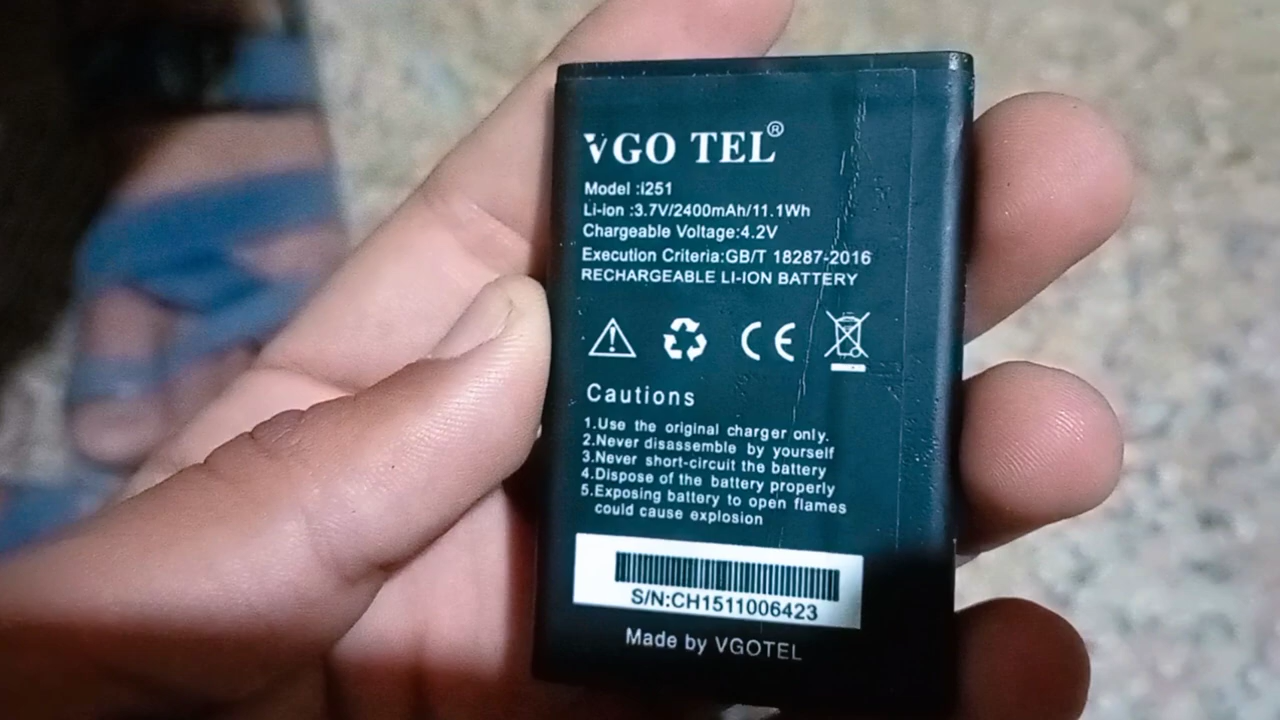 VGO TEL®
Model :i251
Li-ion :3.7V/2400mAh/11.1Wh
Chargeable Voltage:4.2V
Execution Criteria:GB/T 18287-2016
RECHARGEABLE LI-ION BATTERY
CE
Cautions
1.Use the original charger only.
2.Never disassemble by yourself
3.Never short-circuit the battery
4.Dispose of the battery properly
5.Exposing battery to open flames
could cause explosion
S/N:CH1511006423
Made by VGOTEL